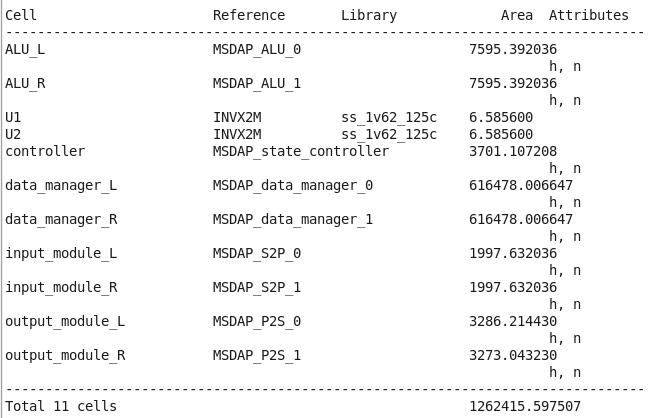 Cell                      Reference       Library             Area  Attributes
--------------------------------------------------------------------------------
ALU_L                     MSDAP_ALU_0                     7595.392036
                                                                    h, n
ALU_R                     MSDAP_ALU_1                     7595.392036
                                                                    h, n
U1                        INVX2M          ss_1v62_125c    6.585600
U2                        INVX2M          ss_1v62_125c    6.585600
controller                MSDAP_state_controller          3701.107208
                                                                    h, n
data_manager_L            MSDAP_data_manager_0            616478.006647
                                                                    h, n
data_manager_R            MSDAP_data_manager_1            616478.006647
                                                                    h, n
input_module_L            MSDAP_S2P_0                     1997.632036
                                                                    h, n
input_module_R            MSDAP_S2P_1                     1997.632036
                                                                    h, n
output_module_L           MSDAP_P2S_0                     3286.214430
                                                                    h, n
output_module_R           MSDAP_P2S_1                     3273.043230
                                                                    h, n
--------------------------------------------------------------------------------
Total 11 cells                                            1262415.597507